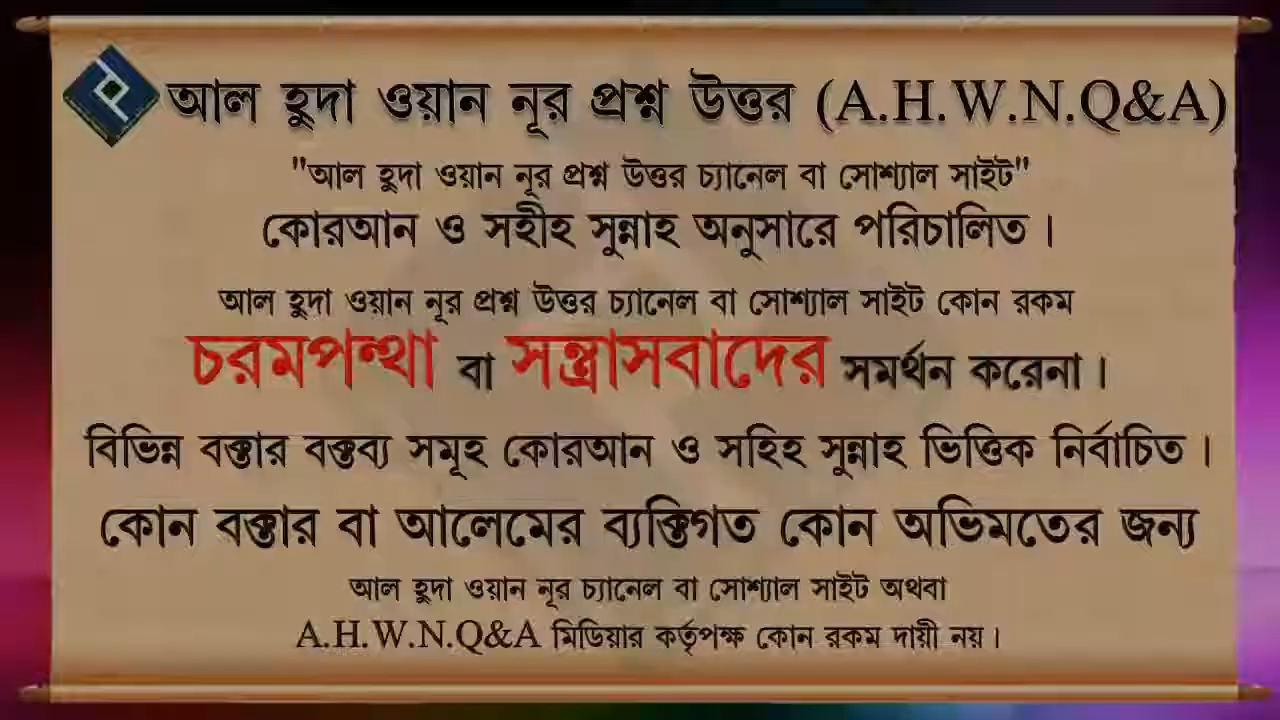 আল হুদা ওয়ান নূর প্রশ্ন উত্তর (A.H.W.N.Q&A)
"আল হুদা ওয়ান নূর প্রশ্ন উত্তর চ্যানেল বা সোশ্যাল সাইট"
কোরআন ও সহীহ সুন্নাহ অনুসারে পরিচালিত।
আল হুদা ওয়ান নূর প্রশ্ন উত্তর চ্যানেল বা সোশ্যাল সাইট কোন রকম
চরমপন্থা বা সন্ত্রাসবাদের সমর্থন করেনা।
বিভিন্ন বক্তার বক্তব্য সমূহ কোরআন ও সহিহ সুন্নাহ ভিত্তিক নির্বাচিত।
কোন বক্তার বা আলেমের ব্যক্তিগত কোন অভিমতের জন্য
আল হুদা ওয়ান নূর চ্যানেল বা সোশ্যাল সাইট অথবা
A.H.W.N.Q&A মিডিয়ার কর্তৃপক্ষ কোন রকম দায়ী নয়।